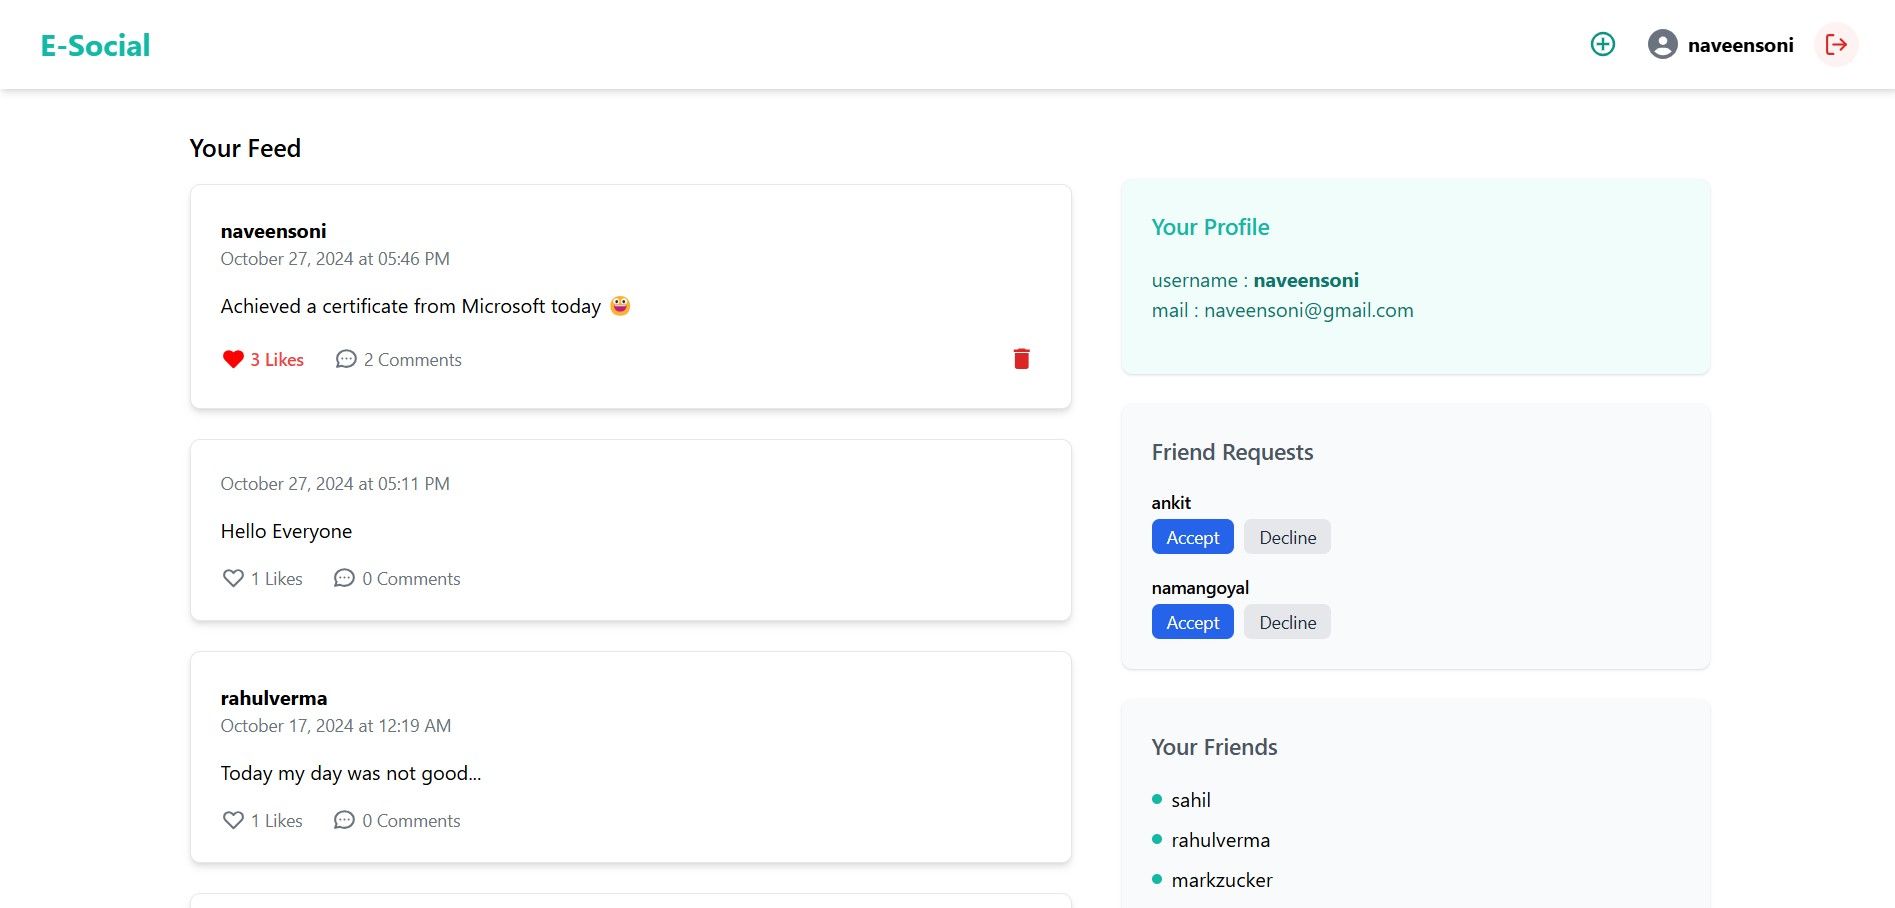 E-Social
naveensoni
Your Feed
naveensoni
October 27, 2024 at 05:46 PM
Achieved a certificate from Microsoft today 😀
3 Likes 2 Comments
October 27, 2024 at 05:11 PM
Hello Everyone
1 Likes 0 Comments
rahulverma
October 17, 2024 at 12:19 AM
Today my day was not good...
1 Likes 0 Comments
Your Profile
username : naveensoni
mail : naveensoni@gmail.com
Friend Requests
ankit
Accept Decline
namangoyal
Accept Decline
Your Friends
sahil
rahulverma
markzucker